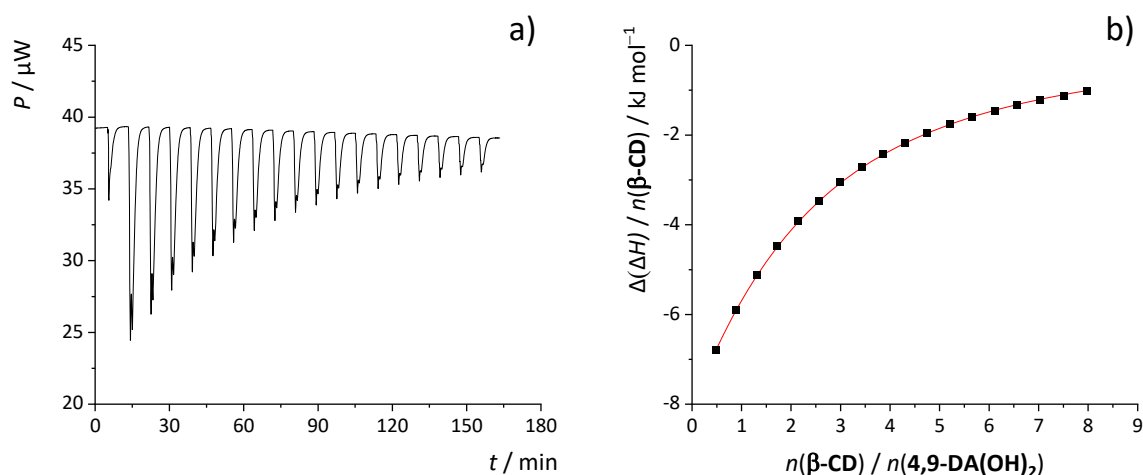 a)
P / µW
45
40
35
30
25
20
0 30 60 90 120 150 180
t / min
b)
Δ(ΔH) / n(β-CD) / kJ mol⁻¹
0
-2
-4
-6
-8
0 1 2 3 4 5 6 7 8 9
n(β-CD) / n(4,9-DA(OH)₂)